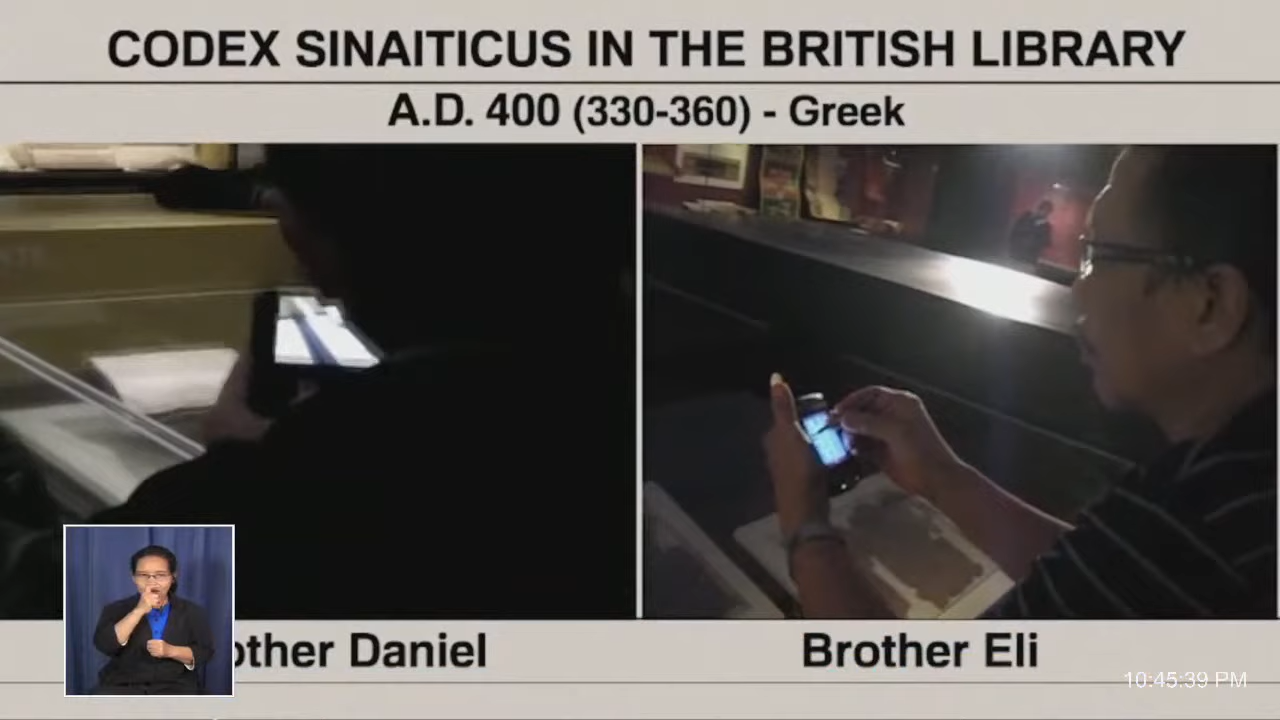 CODEX SINAITICUS IN THE BRITISH LIBRARY
A.D. 400 (330-360) - Greek
other Daniel
Brother Eli
10:45:39 PM